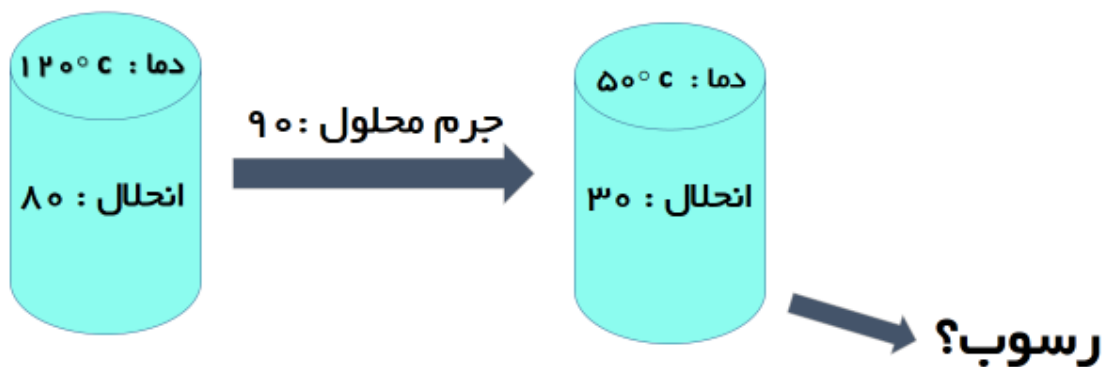 دما : ۱۲۰° c
انحلال : ۸۰
جرم محلول :۹۰
دما : ۵۰° c
انحلال : ۳۰
رسوب؟